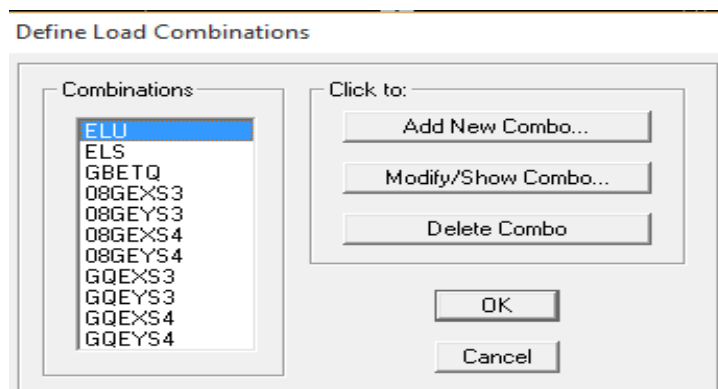 Define Load Combinations
Combinations
ELU
ELS
GBETQ
08GEXS3
08GEYS3
08GEXS4
08GEYS4
GQEXS3
GQEYS3
GQEXS4
GQEYS4
Click to:
Add New Combo...
Modify/Show Combo...
Delete Combo
OK
Cancel